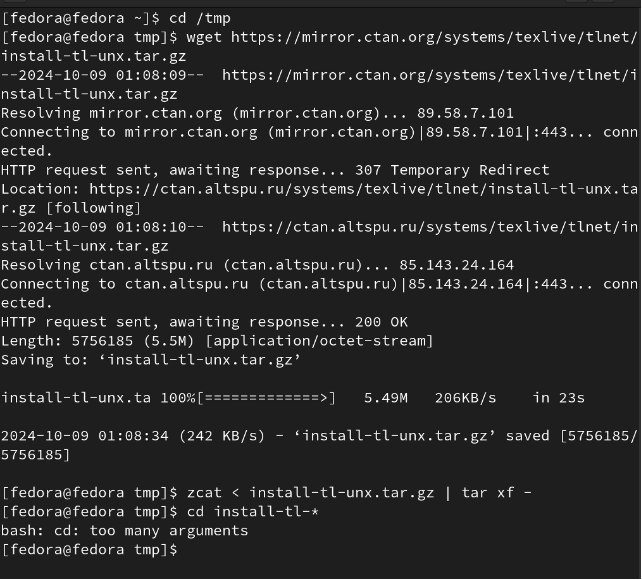 [fedora@fedora ~]$ cd /tmp
[fedora@fedora tmp]$ wget https://mirror.ctan.org/systems/texlive/tlnet/
install-tl-unx.tar.gz
--2024-10-09 01:08:09--  https://mirror.ctan.org/systems/texlive/tlnet/i
nstall-tl-unx.tar.gz
Resolving mirror.ctan.org (mirror.ctan.org)... 89.58.7.101
Connecting to mirror.ctan.org (mirror.ctan.org)|89.58.7.101|:443... conn
ected.
HTTP request sent, awaiting response... 307 Temporary Redirect
Location: https://ctan.altspu.ru/systems/texlive/tlnet/install-tl-unx.ta
r.gz [following]
--2024-10-09 01:08:10--  https://ctan.altspu.ru/systems/texlive/tlnet/in
stall-tl-unx.tar.gz
Resolving ctan.altspu.ru (ctan.altspu.ru)... 85.143.24.164
Connecting to ctan.altspu.ru (ctan.altspu.ru)|85.143.24.164|:443... conn
ected.
HTTP request sent, awaiting response... 200 OK
Length: 5756185 (5.5M) [application/octet-stream]
Saving to: ‘install-tl-unx.tar.gz’
install-tl-unx.ta 100%[=============>]   5.49M   206KB/s    in 23s
2024-10-09 01:08:34 (242 KB/s) - ‘install-tl-unx.tar.gz’ saved [5756185/
5756185]
[fedora@fedora tmp]$ zcat < install-tl-unx.tar.gz | tar xf -
[fedora@fedora tmp]$ cd install-tl-*
bash: cd: too many arguments
[fedora@fedora tmp]$